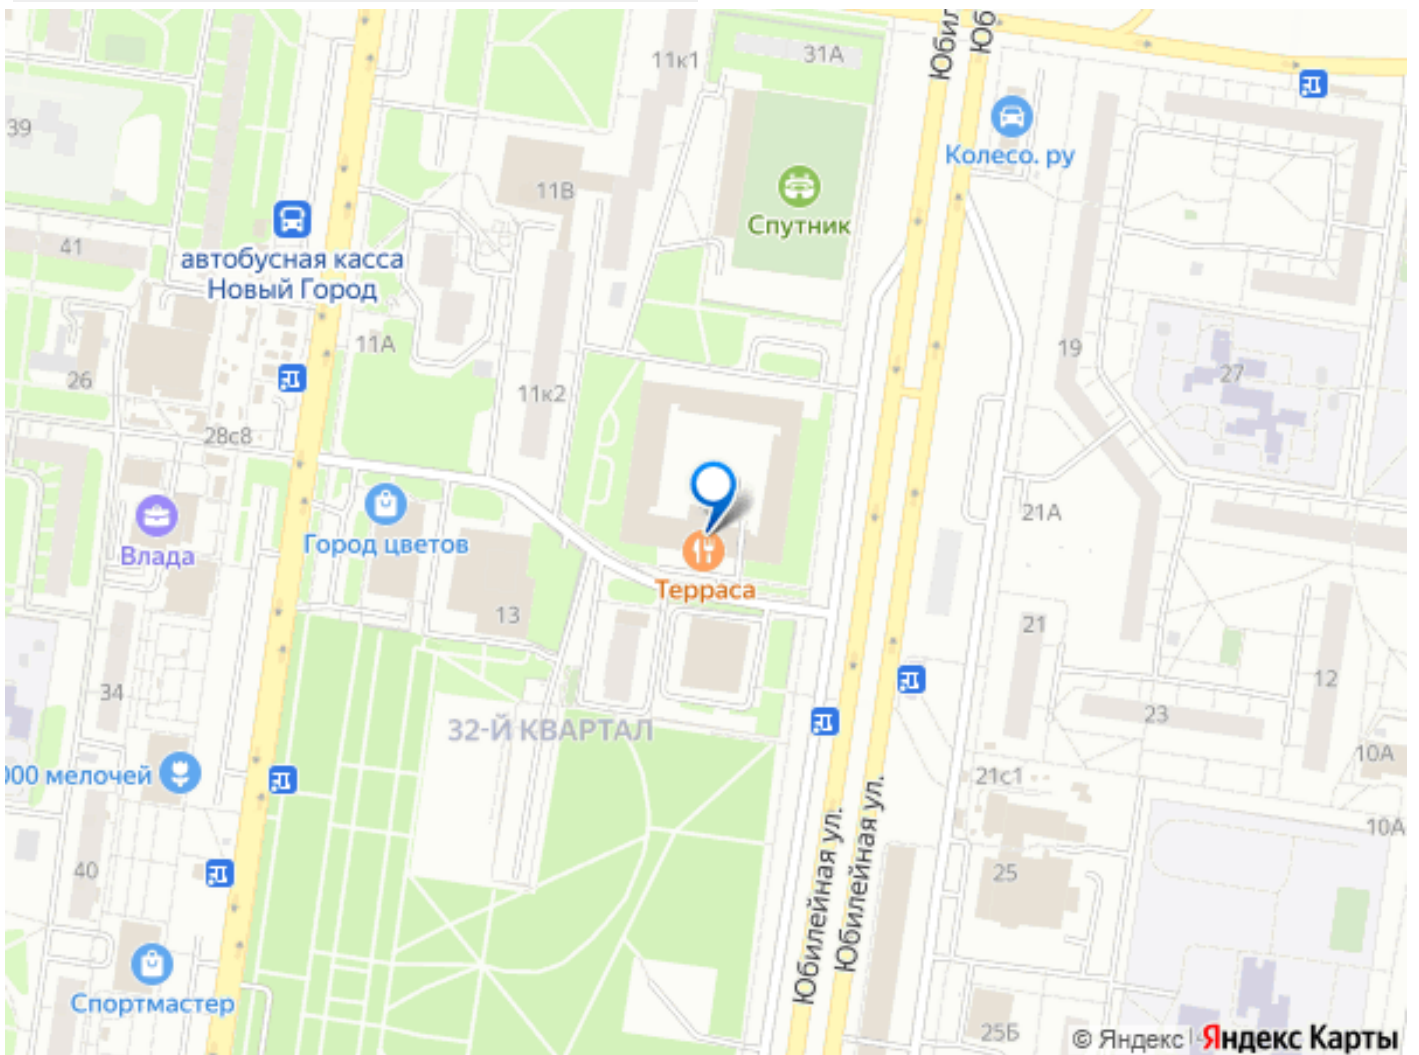 Юбил
Юб
31А
11к1
39
Колесо. ру
11В
Спутник
41
автобусная касса
Новый Город
11А
19
26
27
11к2
28с8
21А
Влада
Город цветов
Терраса
13
21
12
34
23
32-Й КВАРТАЛ
10А
000 мелочей
21с1
10А
40
25
Юбилейная ул.
Юбилейная ул.
Спортмастер
25Б
© Яндекс
Яндекс Карты